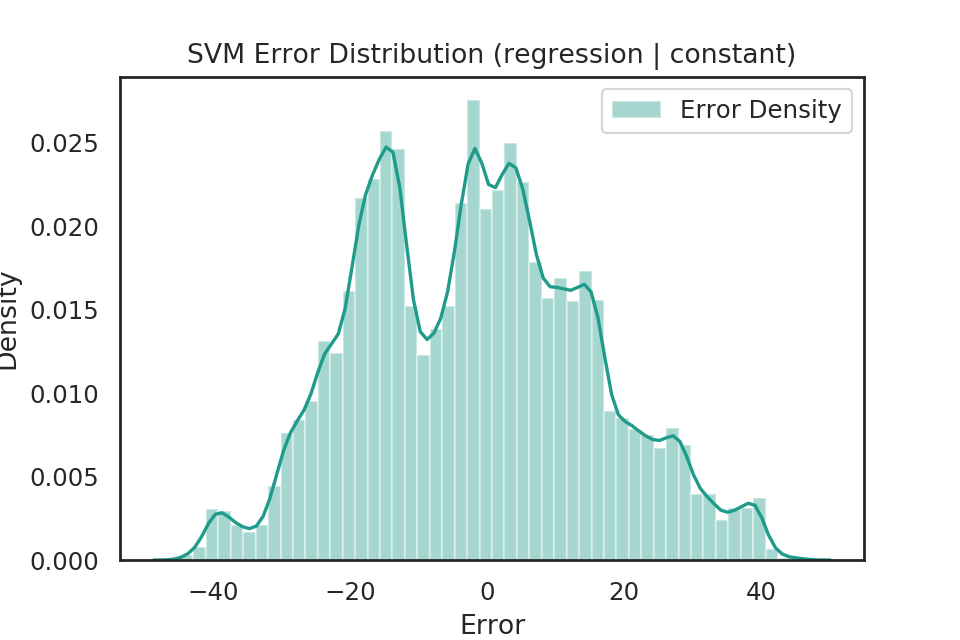 SVM Error Distribution (regression | constant)
Error Density
Density
0.025
0.020
0.015
0.010
0.005
0.000
−40
−20
0
20
40
Error